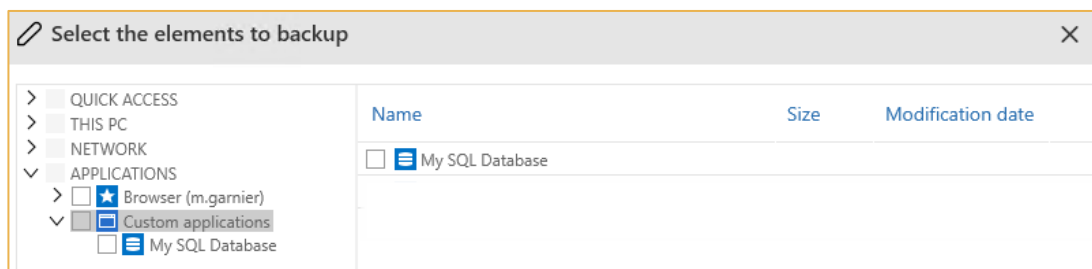 Select the elements to backup
QUICK ACCESS
THIS PC
NETWORK
APPLICATIONS
Browser (m.garnier)
Custom applications
My SQL Database
Name Size Modification date
My SQL Database